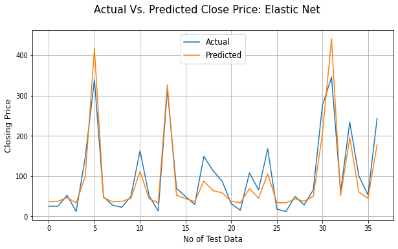 Actual Vs. Predicted Close Price: Elastic Net
Actual
Predicted
Closing Price
400
300
200
100
0
0 5 10 15 20 25 30 35
No of Test Data